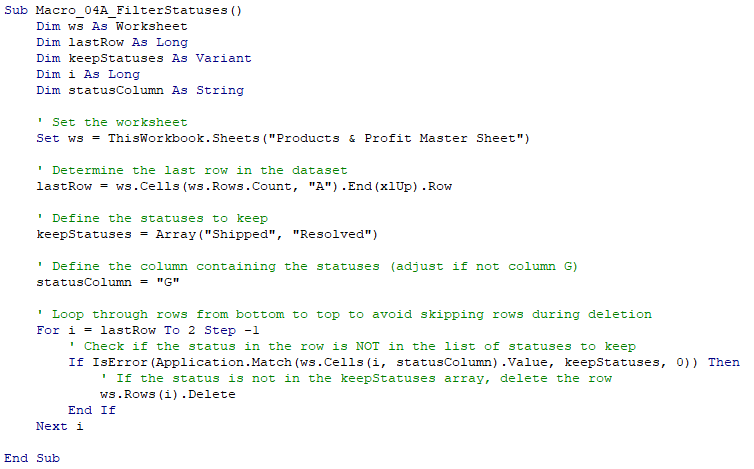 Sub Macro_04A_FilterStatuses()
    Dim ws As Worksheet
    Dim lastRow As Long
    Dim keepStatuses As Variant
    Dim i As Long
    Dim statusColumn As String

    ' Set the worksheet
    Set ws = ThisWorkbook.Sheets("Products & Profit Master Sheet")

    ' Determine the last row in the dataset
    lastRow = ws.Cells(ws.Rows.Count, "A").End(xlUp).Row

    ' Define the statuses to keep
    keepStatuses = Array("Shipped", "Resolved")

    ' Define the column containing the statuses (adjust if not column G)
    statusColumn = "G"

    ' Loop through rows from bottom to top to avoid skipping rows during deletion
    For i = lastRow To 2 Step -1
        ' Check if the status in the row is NOT in the list of statuses to keep
        If IsError(Application.Match(ws.Cells(i, statusColumn).Value, keepStatuses, 0)) Then
            ' If the status is not in the keepStatuses array, delete the row
            ws.Rows(i).Delete
        End If
    Next i

End Sub